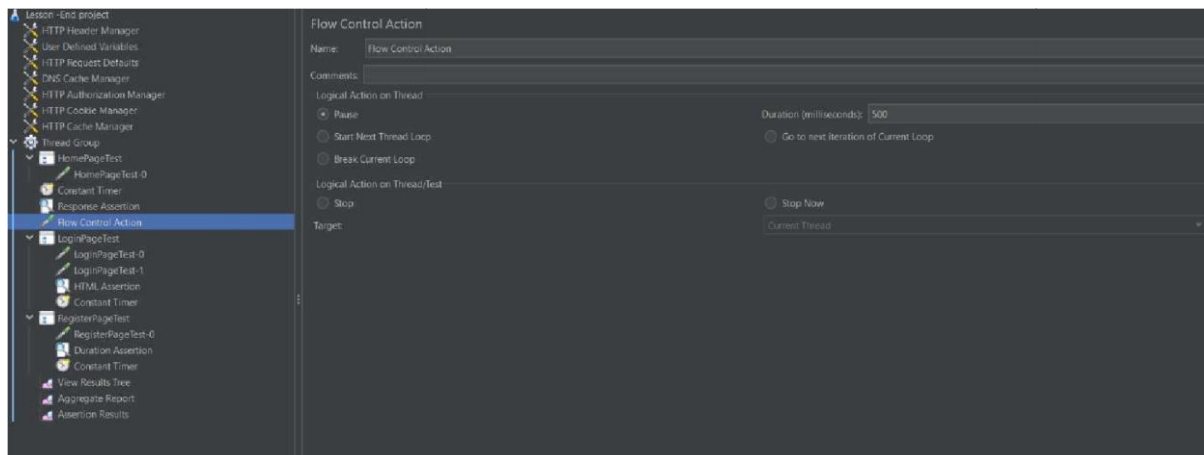 Lesson -End project
HTTP Header Manager
User Defined Variables
HTTP Request Defaults
DNS Cache Manager
HTTP Authorization Manager
HTTP Cookie Manager
HTTP Cache Manager
Thread Group
HomePageTest
HomePageTest-0
Constant Timer
Response Assertion
Flow Control Action
LoginPageTest
LoginPageTest-0
LoginPageTest-1
HTML Assertion
Constant Timer
RegisterPageTest
RegisterPageTest-0
Duration Assertion
Constant Timer
View Results Tree
Aggregate Report
Assertion Results
Flow Control Action
Name: Flow Control Action
Comments:
Logical Action on Thread
Pause Duration (milliseconds): 500
Start Next Thread Loop Go to next iteration of Current Loop
Break Current Loop
Logical Action on Thread/Test
Stop Stop Now
Target: Current Thread